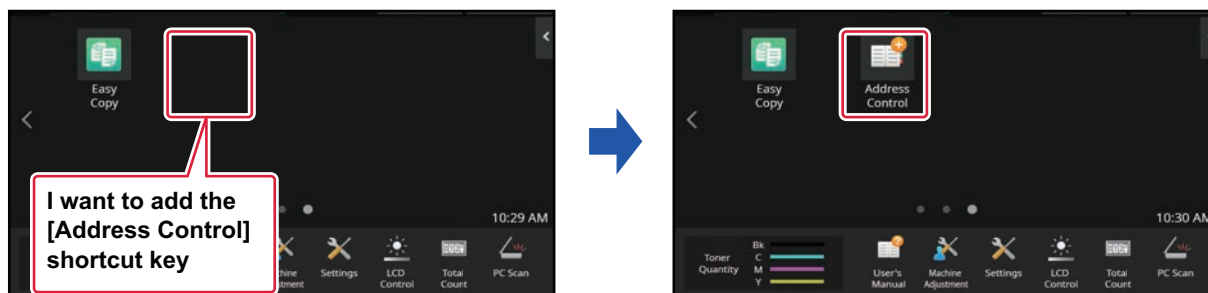 Easy
Copy
I want to add the
[Address Control]
shortcut key
10:29 AM
Settings
LCD
Control
Total
Count
PC Scan
Easy
Copy
Address
Control
10:30 AM
Toner
Quantity
Bk
C
M
Y
User's
Manual
Machine
Adjustment
Settings
LCD
Control
Total
Count
PC Scan